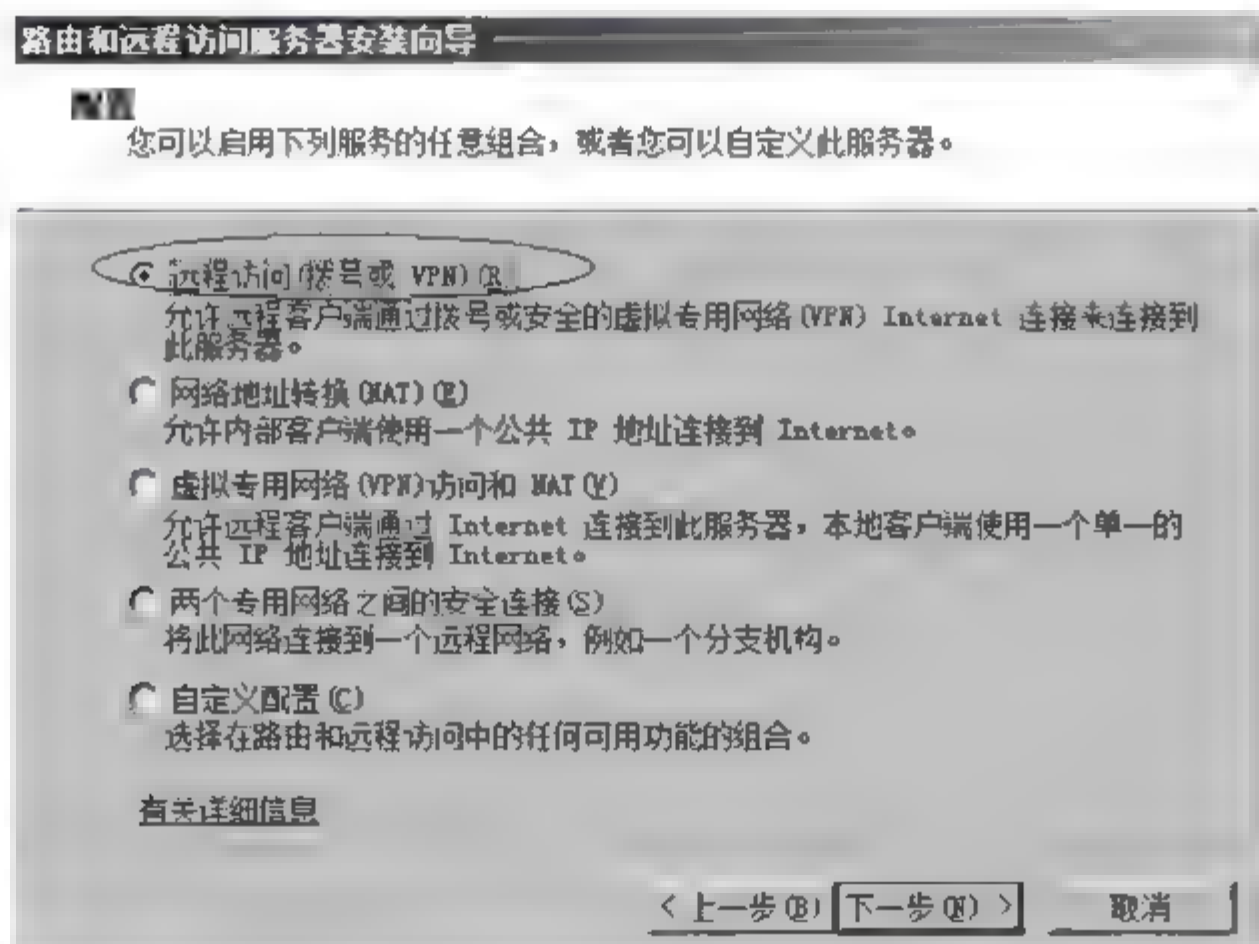 路由和远程访问服务器安装向导
配置
您可以启用下列服务的任意组合，或者您可以自定义此服务器。
远程访问(拨号或 VPN)(R)
允许远程客户端通过拨号或安全的虚拟专用网络(VPN) Internet 连接来连接到
此服务器。
网络地址转换(NAT)(E)
允许内部客户端使用一个公共 IP 地址连接到 Internet。
虚拟专用网络(VPN)访问和 NAT(V)
允许远程客户端通过 Internet 连接到此服务器，本地客户端使用一个单一的
公共 IP 地址连接到 Internet。
两个专用网络之间的安全连接(S)
将此网络连接到一个远程网络，例如一个分支机构。
自定义配置(C)
选择在路由和远程访问中的任何可用功能的组合。
有关详细信息
< 上一步(B) 下一步(N) > 取消